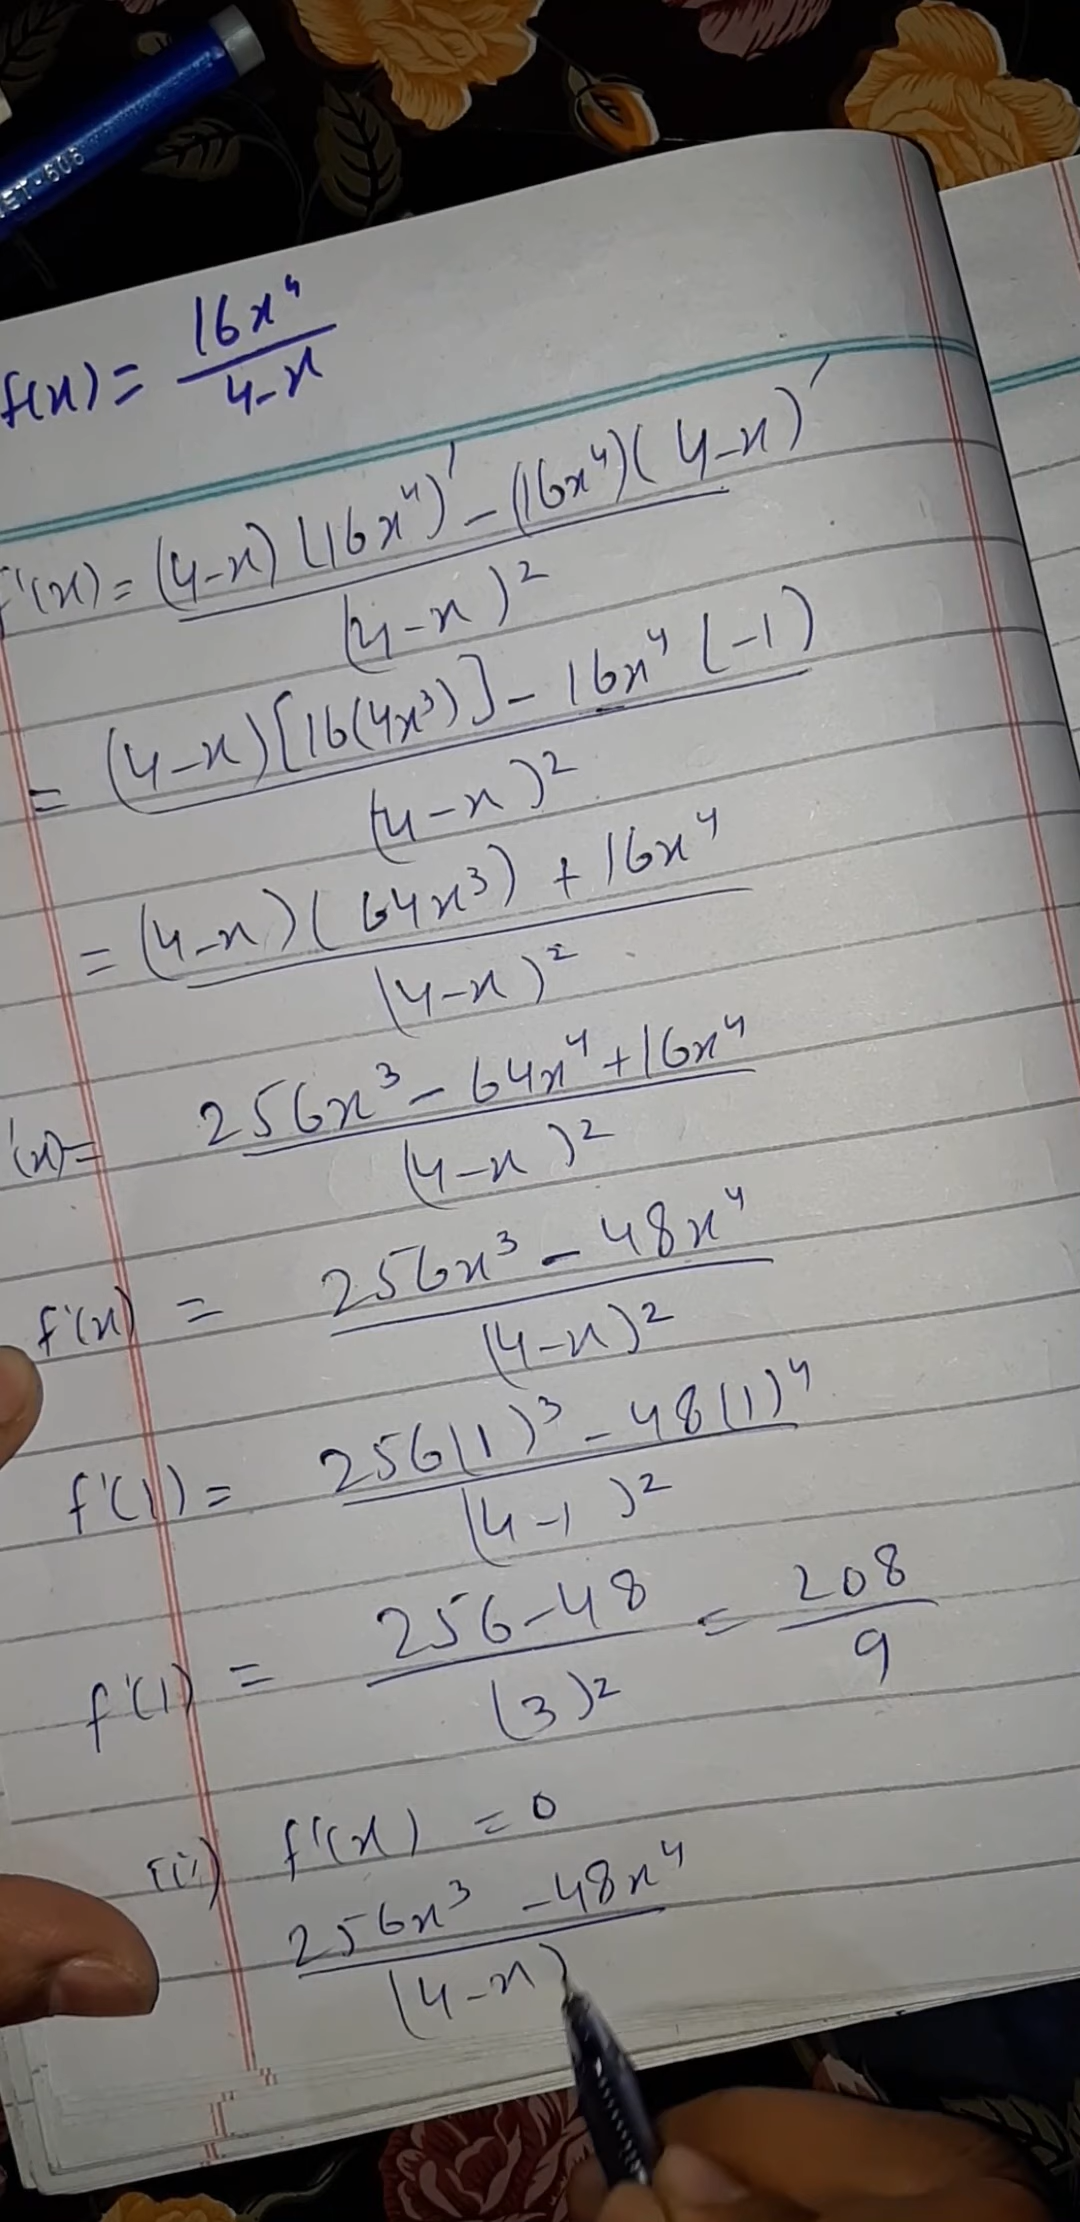 ET-606
f(x) = 16x⁴ / 4-x
f'(x) = (4-x)(16x⁴)' - (16x⁴)(4-x)' / (4-x)²
= (4-x)[16(4x³)] - 16x⁴(-1) / (4-x)²
= (4-x)(64x³) + 16x⁴ / (4-x)²
'(x) = 256x³ - 64x⁴ + 16x⁴ / (4-x)²
f'(x) = 256x³ - 48x⁴ / (4-x)²
f'(1) = 256(1)³ - 48(1)⁴ / (4-1)²
f'(1) = 256-48 / (3)² = 208 / 9
(ii) f'(x) = 0
256x³ - 48x⁴ / (4-x)